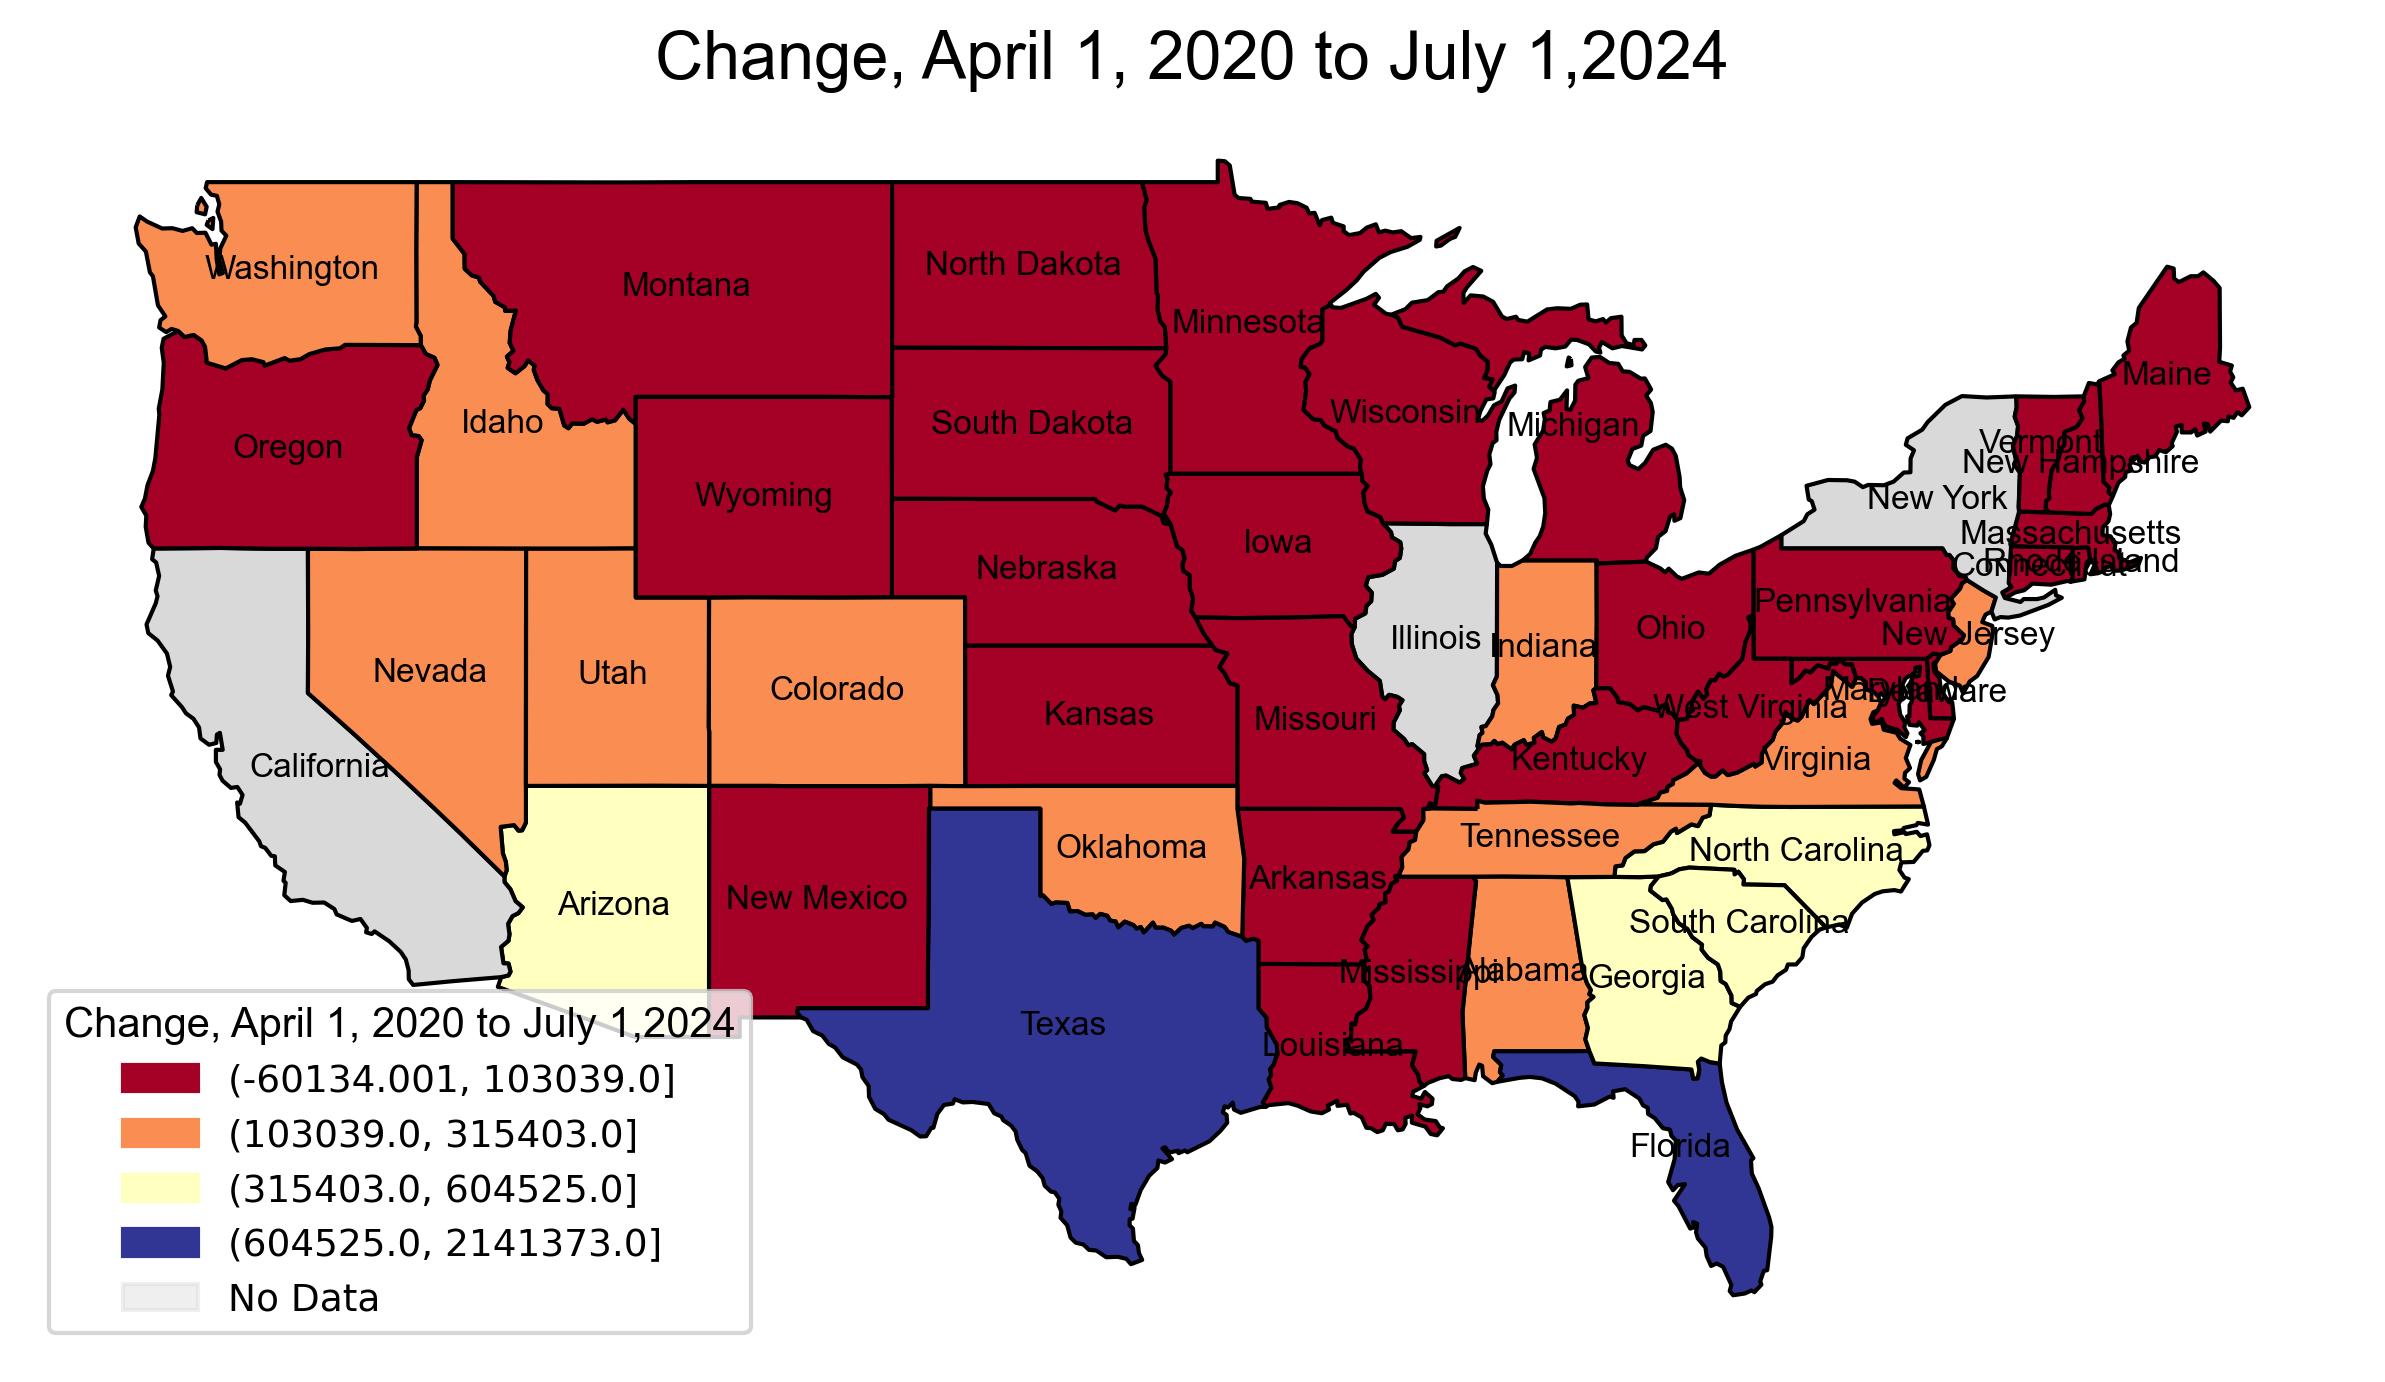 Change, April 1, 2020 to July 1,2024
Washington
Montana
North Dakota
Minnesota
Maine
Oregon
Idaho
South Dakota
Wisconsin
Michigan
Vermont
New Hampshire
Wyoming
New York
Iowa
Massachusetts
Nebraska
Connecticut
Rhode Island
Pennsylvania
Ohio
New Jersey
Illinois
Indiana
Nevada
Utah
Colorado
Kansas
Missouri
West Virginia
Maryland
Delaware
California
Kentucky
Virginia
Oklahoma
Tennessee
North Carolina
Arizona
New Mexico
Arkansas
South Carolina
Mississippi
Alabama
Georgia
Texas
Louisiana
Florida
Change, April 1, 2020 to July 1,2024
(-60134.001, 103039.0]
(103039.0, 315403.0]
(315403.0, 604525.0]
(604525.0, 2141373.0]
No Data